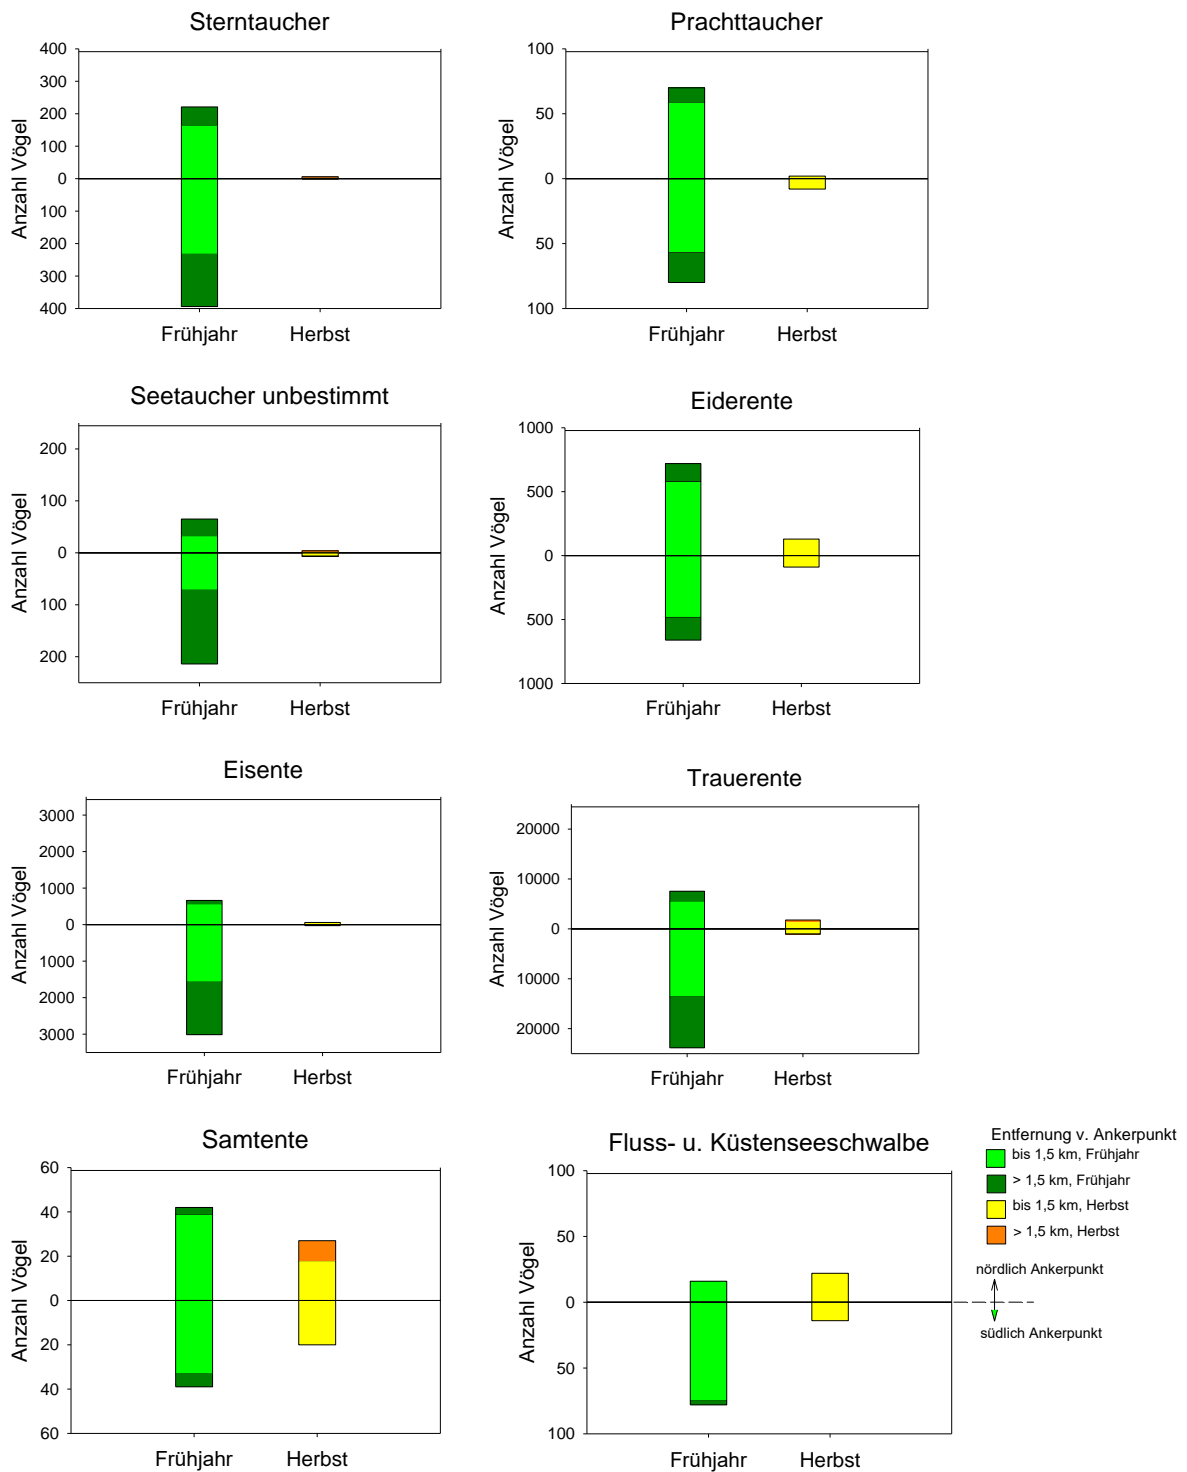 Sterntaucher
400
300
200
100
0
100
200
300
400
Anzahl Vögel
Frühjahr Herbst
Prachttaucher
100
50
0
50
100
Anzahl Vögel
Frühjahr Herbst
Seetaucher unbestimmt
200
100
0
100
200
Anzahl Vögel
Frühjahr Herbst
Eiderente
1000
500
0
500
1000
Anzahl Vögel
Frühjahr Herbst
Eisente
3000
2000
1000
0
1000
2000
3000
Anzahl Vögel
Frühjahr Herbst
Trauerente
20000
10000
0
10000
20000
Anzahl Vögel
Frühjahr Herbst
Samtente
60
40
20
0
20
40
60
Anzahl Vögel
Frühjahr Herbst
Fluss- u. Küstenseeschwalbe
100
50
0
50
100
Anzahl Vögel
Frühjahr Herbst
Entfernung v. Ankerpunkt
bis 1,5 km, Frühjahr
> 1,5 km, Frühjahr
bis 1,5 km, Herbst
> 1,5 km, Herbst
nördlich Ankerpunkt
südlich Ankerpunkt